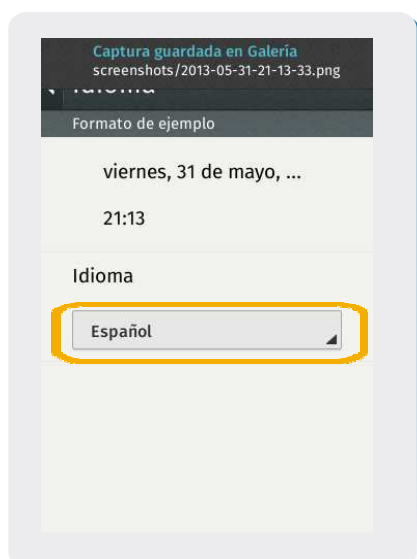 Captura guardada en Galería
screenshots/2013-05-31-21-13-33.png
Formato de ejemplo
viernes, 31 de mayo, ...
21:13
Idioma
Español